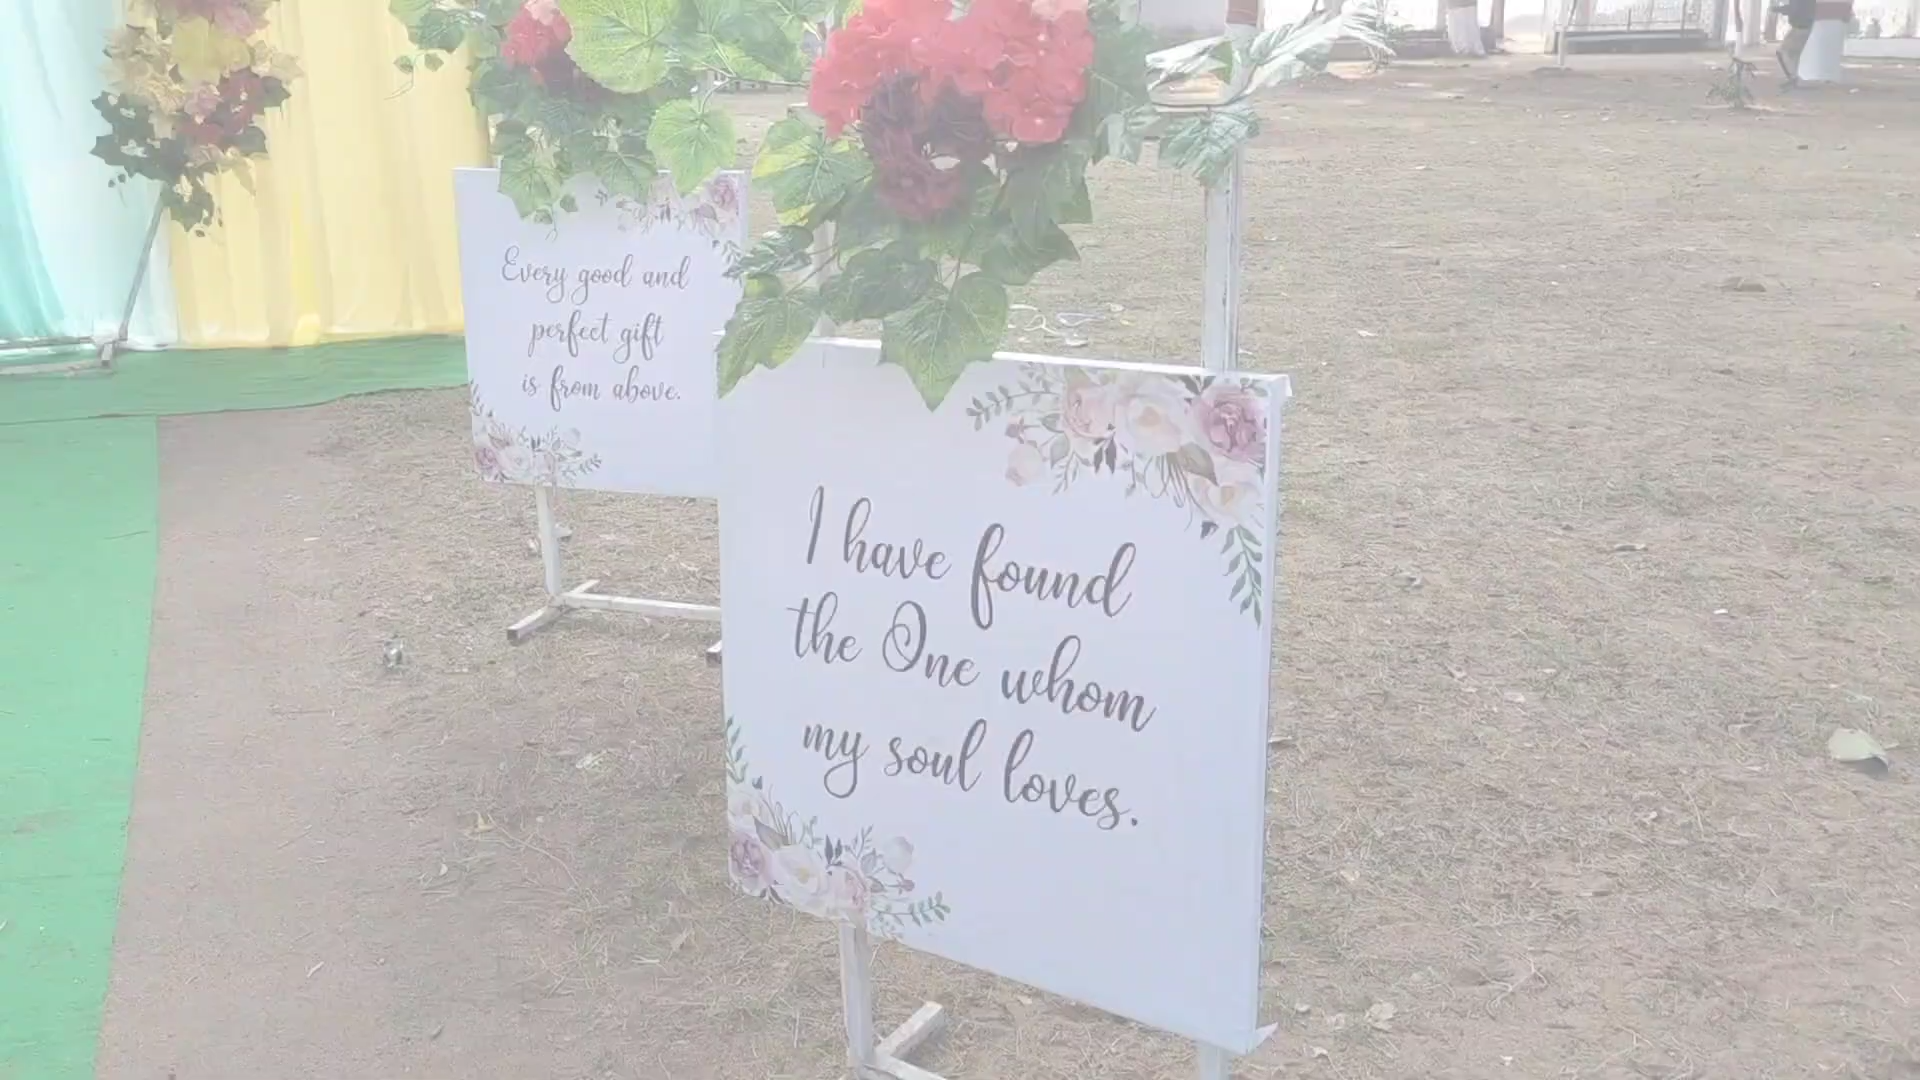 Every good and
perfect gift
is from above.
I have found
the One whom
my soul loves.